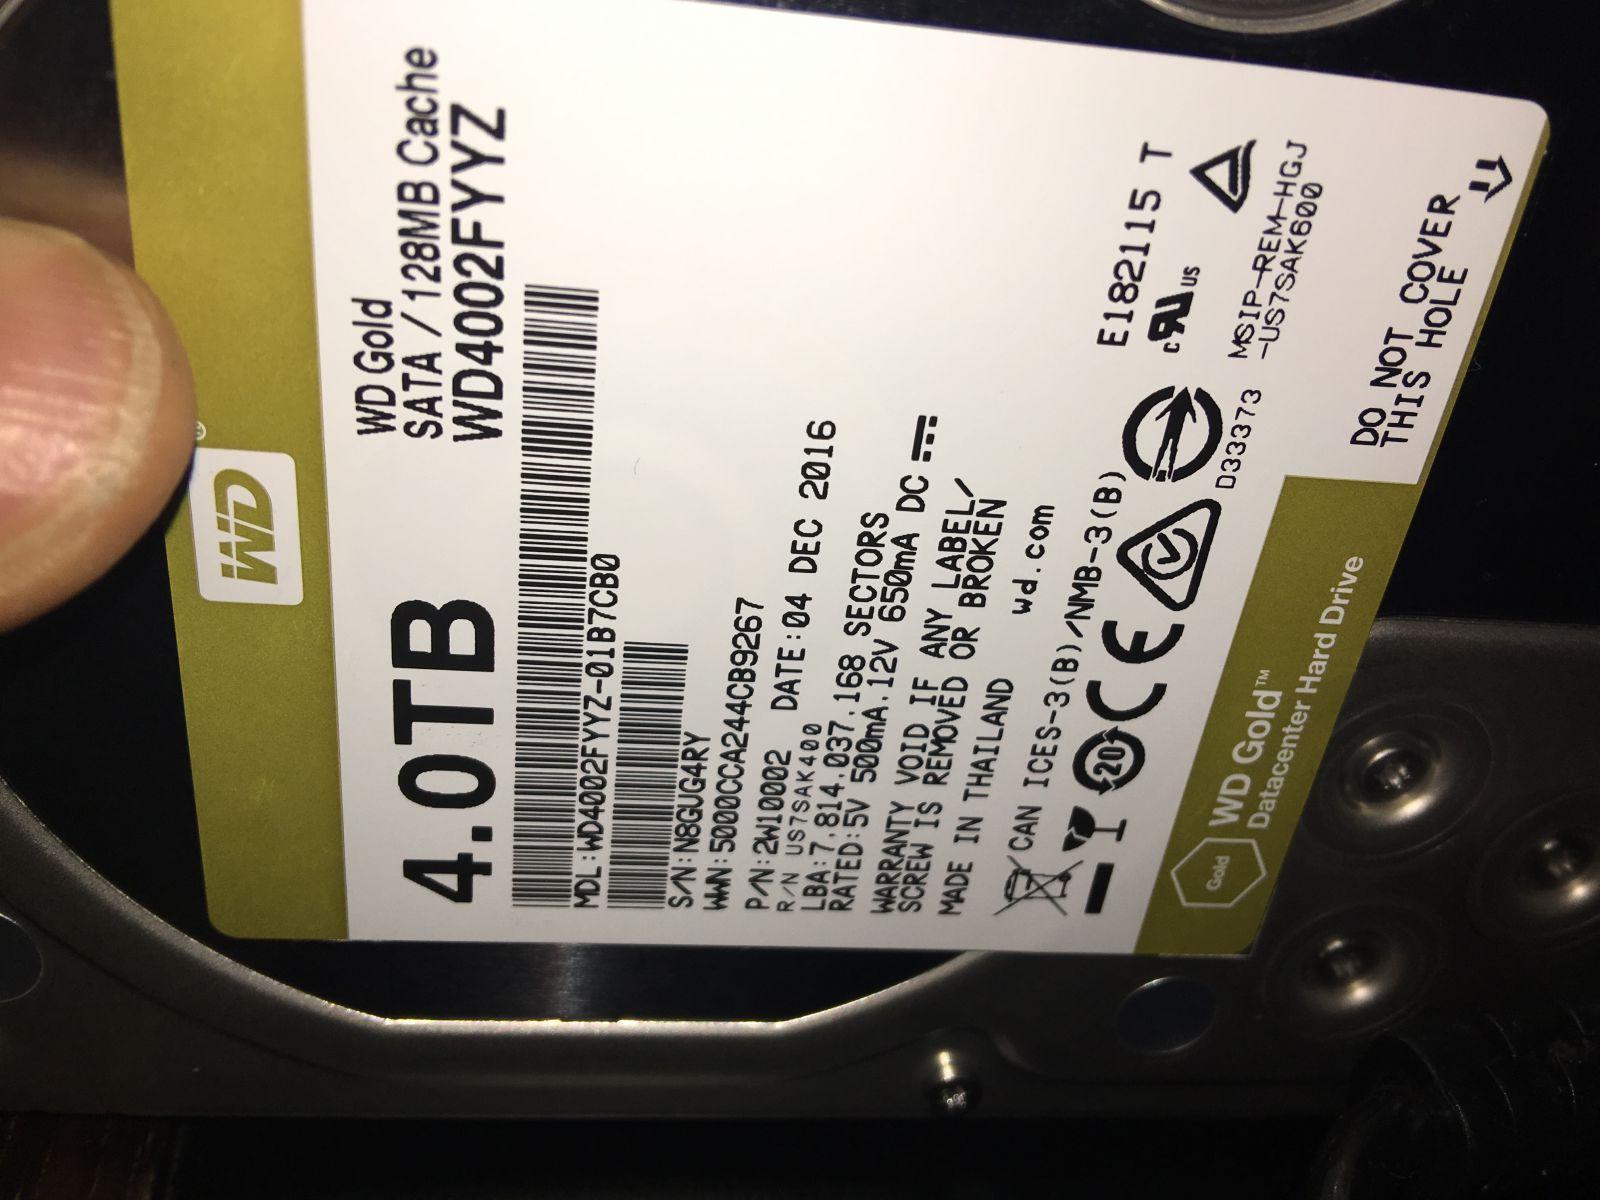 WD®
WD Gold
SATA / 128MB Cache
WD4002FYYZ
4.0TB
MDL:WD4002FYYZ-01B7CB0
S/N:N8GUG4RY
WWN:5000CCA244CB9267
P/N:2W10002 DATE:04 DEC 2016
R/N US7SAK400
LBA:7,814,037,168 SECTORS
RATED:5V 500mA,12V 650mA DC
WARRANTY VOID IF ANY LABEL/
SCREW IS REMOVED OR BROKEN
MADE IN THAILAND wd.com
CAN ICES-3(B)/NMB-3(B)
20
CE
D33373
E182115 T
c RU US
MSIP-REM-HGJ
-US7SAK600
DO NOT COVER
THIS HOLE
Gold
WD Gold™
Datacenter Hard Drive